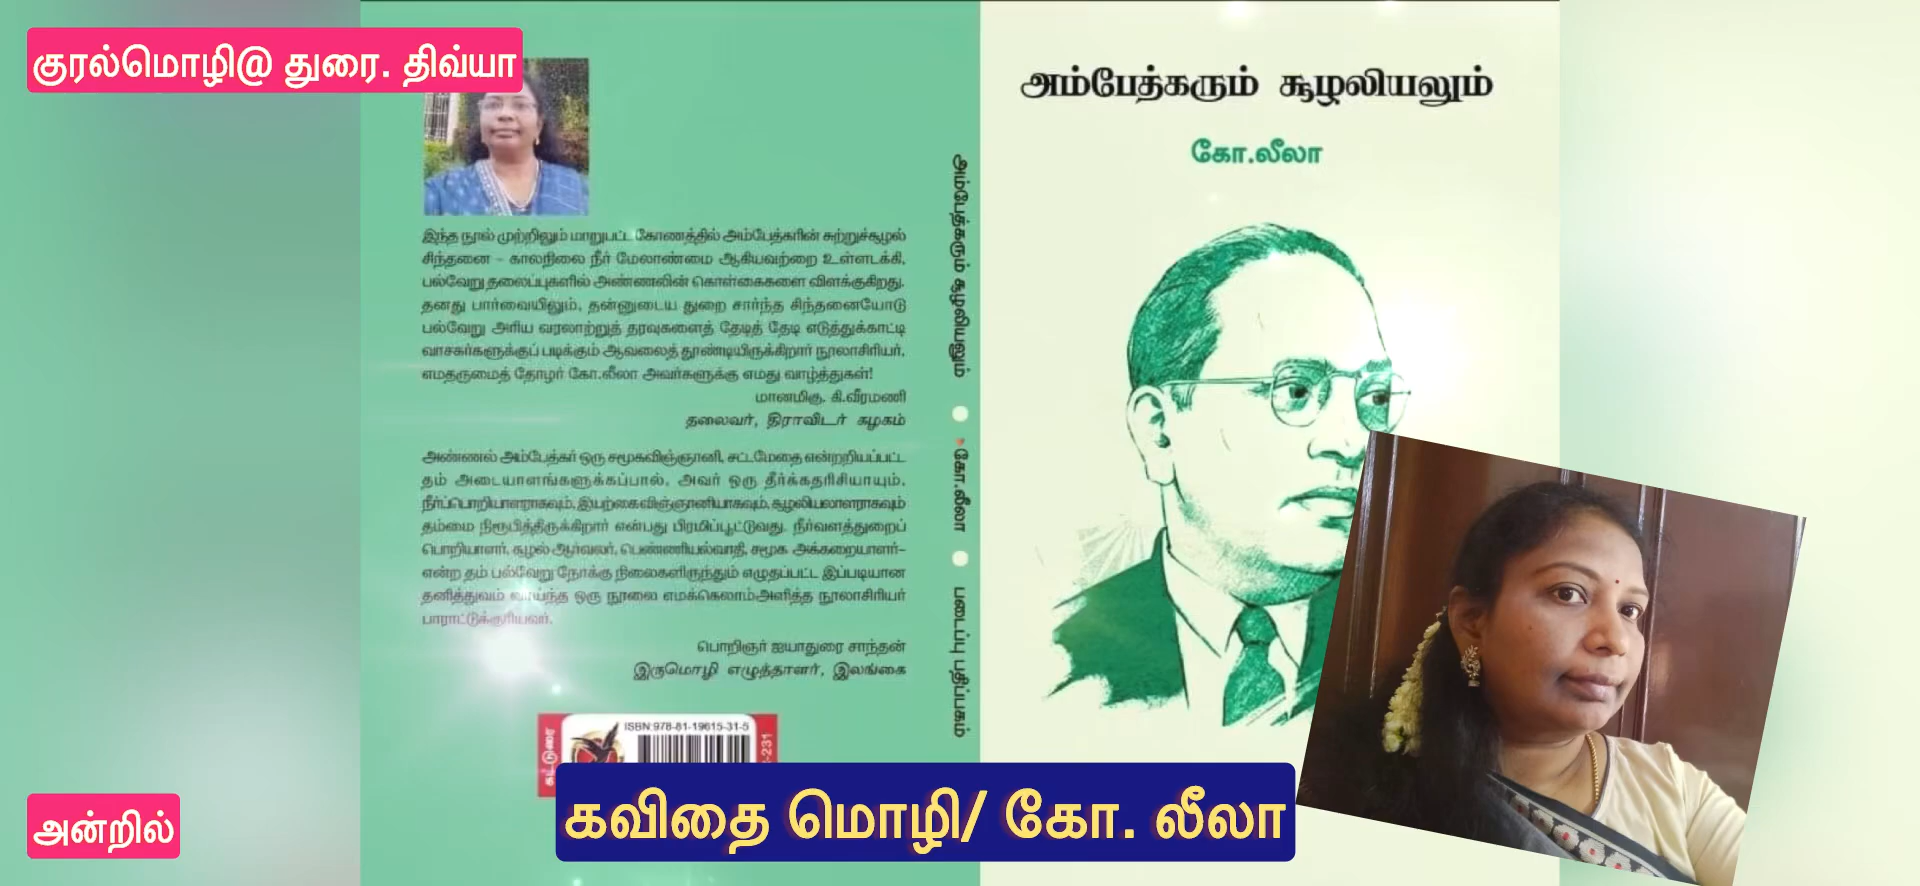 குரல்மொழி@ துரை. திவ்யா
இந்த நூல் முற்றிலும் மாறுபட்ட கோணத்தில் அம்பேத்கரின் சுற்றுச்சூழல்
சிந்தனை – காலநிலை நீர் மேலாண்மை ஆகியவற்றை உள்ளடக்கி,
பல்வேறு தலைப்புகளில் அண்ணலின் கொள்கைகளை விளக்குகிறது.
தனது பார்வையிலும், தன்னுடைய துறை சார்ந்த சிந்தனையோடு
பல்வேறு அரிய வரலாற்றுத் தரவுகளைத் தேடித் தேடி எடுத்துக்காட்டி
வாசகர்களுக்குப் படிக்கும் ஆவலைத் தூண்டியிருக்கிறார் நூலாசிரியர்.
எமதருமைத் தோழர் கோ.லீலா அவர்களுக்கு எமது வாழ்த்துகள்!
மானமிகு. கி.வீரமணி
தலைவர், திராவிடர் கழகம்
அண்ணல் அம்பேத்கர் ஒரு சமூகவிஞ்ஞானி, சட்டமேதை என்றறியப்பட்ட
தம் அடையாளங்களுக்கப்பால், அவர் ஒரு தீர்க்கதரிசியாயும்,
நீர்ப்பொறியாளராகவும், இயற்கை விஞ்ஞானியாகவும், சூழலியலாளராகவும்
தம்மை நிரூபித்திருக்கிறார் என்பது பிரமிப்பூட்டுவது. நீர்வளத்துறைப்
பொறியாளர், சூழல் ஆர்வலர், பெண்ணியல்வாதி, சமூக அக்கறையாளர்–
என்ற தம் பல்வேறு நோக்கு நிலைகளிருந்தும் எழுதப்பட்ட இப்படியான
தனித்துவம் வாய்ந்த ஒரு நூலை எமக்கெலாம்அளித்த நூலாசிரியர்
பாராட்டுக்குரியவர்.
பொறிஞர் ஐயாதுரை சாந்தன்
இருமொழி எழுத்தாளர், இலங்கை
ISBN:978-81-19615-31-5
கட்டுரை
-231
அம்பேத்கரும் சூழலியலும் கோ.லீலா படைப்பு பதிப்பகம்
அம்பேத்கரும் சூழலியலும்
கோ.லீலா
அன்றில்
கவிதை மொழி/ கோ. லீலா